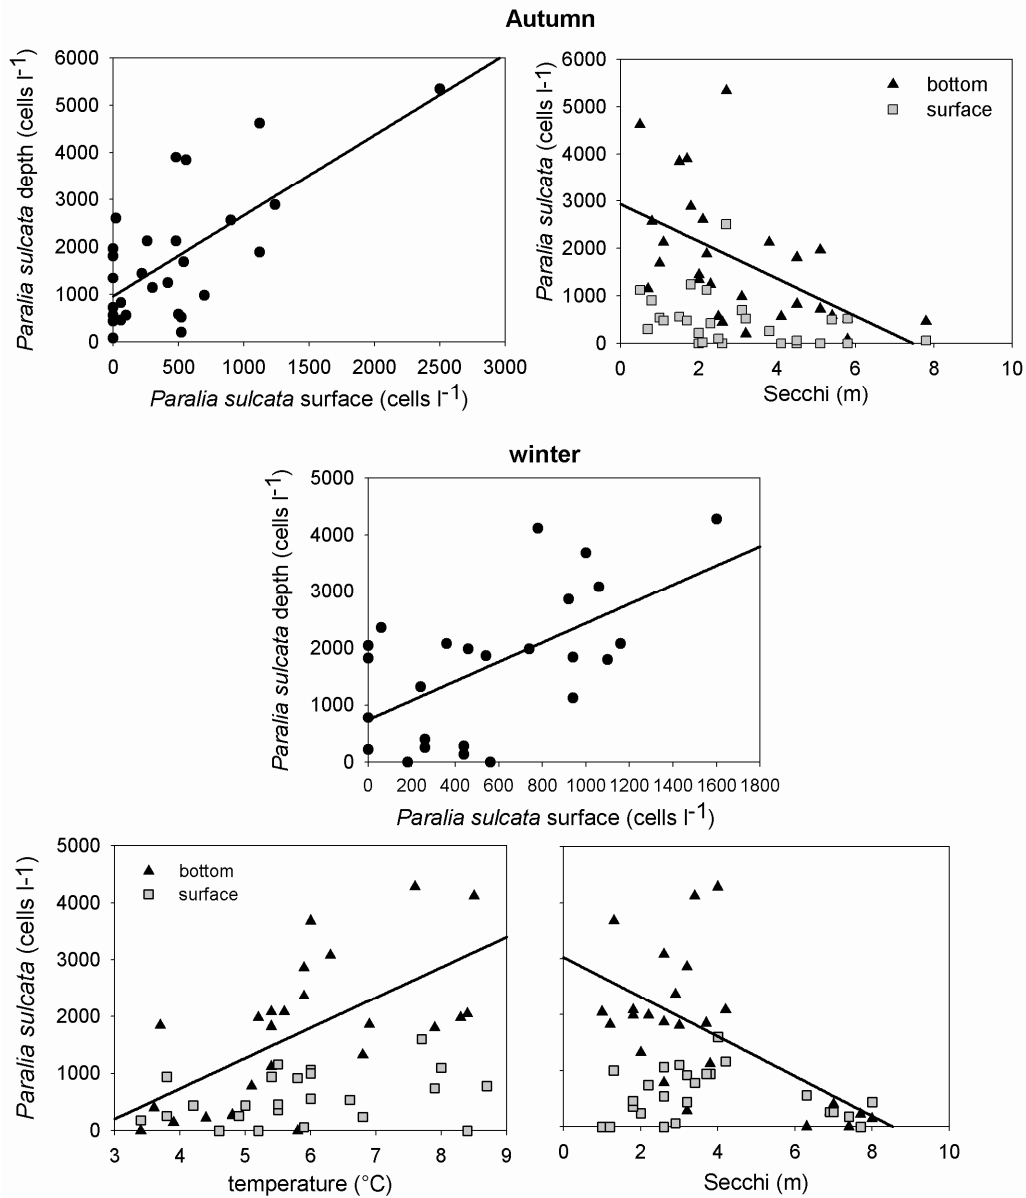 Autumn
Paralia sulcata depth (cells l-1)
6000
5000
4000
3000
2000
1000
0
0 500 1000 1500 2000 2500 3000
Paralia sulcata surface (cells l-1)
Paralia sulcata (cells l-1)
6000
5000
4000
3000
2000
1000
0
bottom
surface
0 2 4 6 8 10
Secchi (m)
winter
Paralia sulcata depth (cells l-1)
5000
4000
3000
2000
1000
0
0 200 400 600 800 1000 1200 1400 1600 1800
Paralia sulcata surface (cells l-1)
Paralia sulcata (cells l-1)
5000
4000
3000
2000
1000
0
bottom
surface
3 4 5 6 7 8 9
temperature (°C)
0 2 4 6 8 10
Secchi (m)